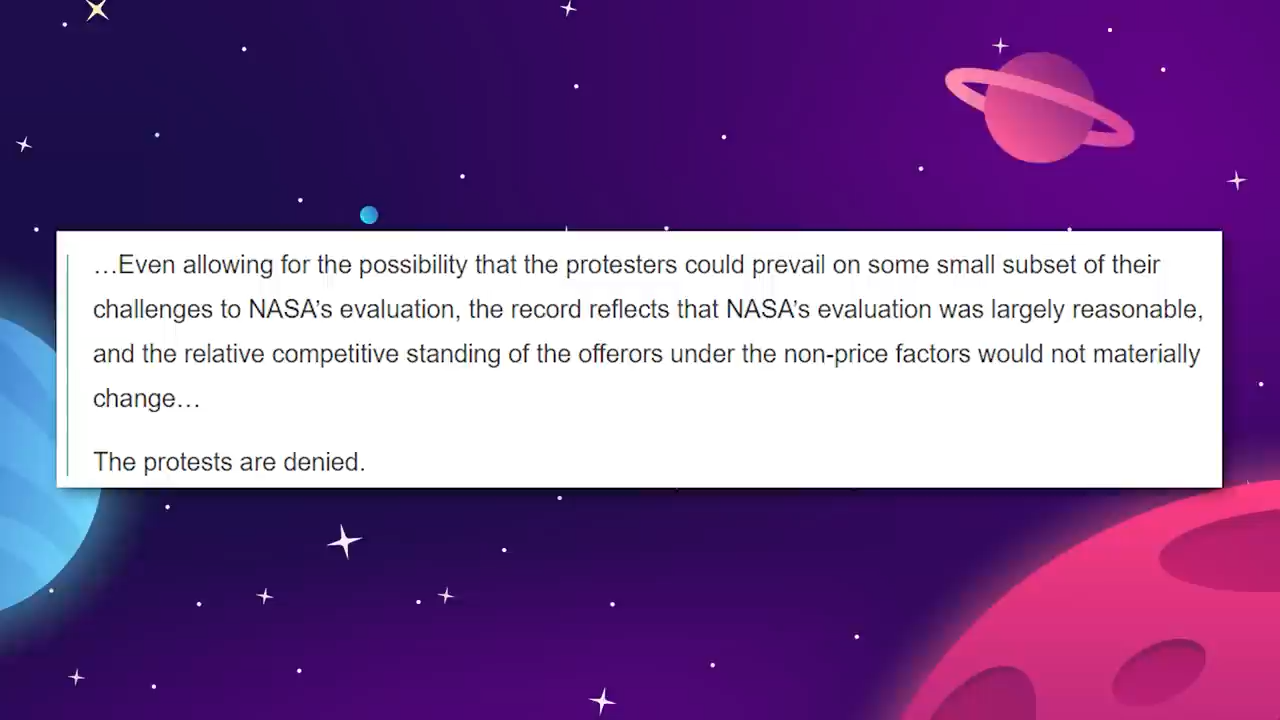 …Even allowing for the possibility that the protesters could prevail on some small subset of their
challenges to NASA’s evaluation, the record reflects that NASA’s evaluation was largely reasonable,
and the relative competitive standing of the offerors under the non-price factors would not materially
change…
The protests are denied.